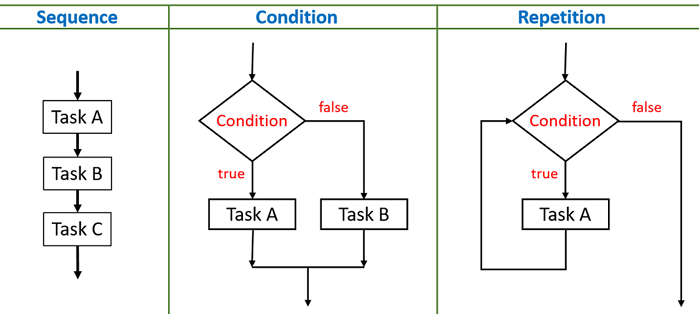 Sequence
Condition
Repetition
Task A
Task B
Task C
Condition
false
true
Task A
Task B
Condition
false
true
Task A